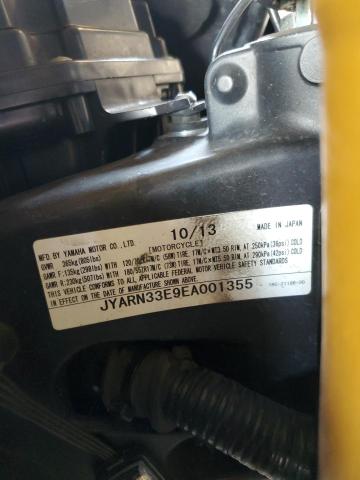 10/13
MFD. BY YAMAHA MOTOR CO.,LTD. [MOTORCYCLE] MADE IN JAPAN
GVWR 365kg(805lbs)
GAWR F:135kg(298lbs) WITH 120/ (58W) TIRE, 17M/C×MT3.50 RIM, AT 250kPa(36psi) COLD
GAWR R:230kg(507lbs) WITH 180/55ZR17M/C (73W) TIRE, 17M/C×MT5.50 RIM, AT 290kPa(42psi) COLD
THIS VEHICLE CONFORMS TO ALL APPLICABLE FEDERAL MOTOR VEHICLE SAFETY STANDARDS
IN EFFECT ON THE DATE OF MANUFACTURE SHOWN ABOVE.
JYARN33E9EA001355